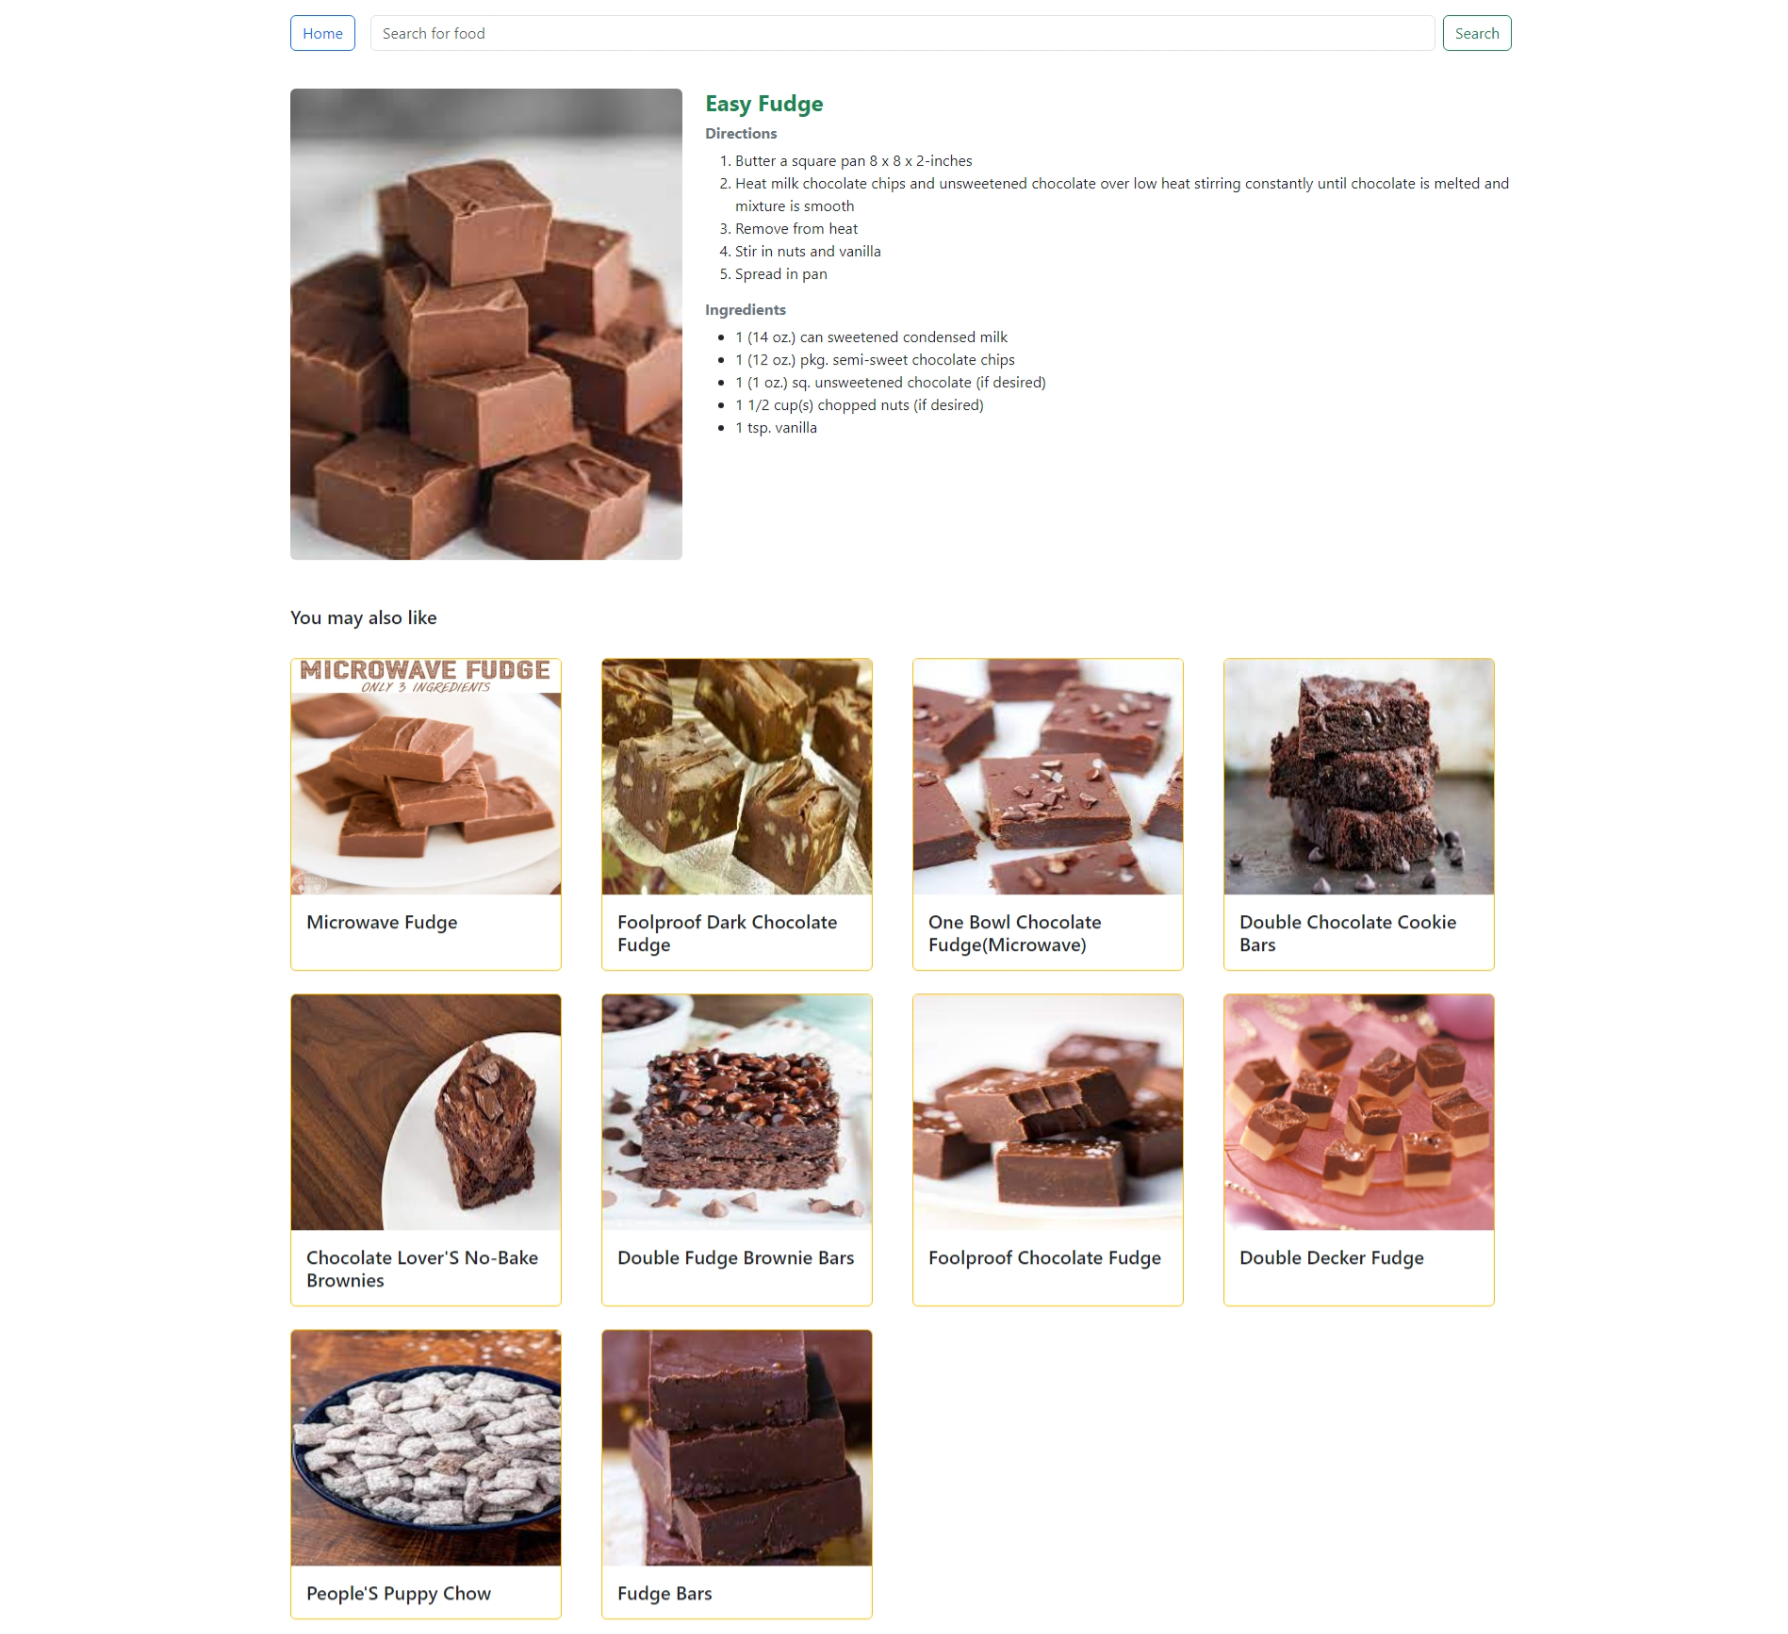 Home
Search for food
Search
Easy Fudge
Directions
1. Butter a square pan 8 x 8 x 2-inches
2. Heat milk chocolate chips and unsweetened chocolate over low heat stirring constantly until chocolate is melted and
mixture is smooth
3. Remove from heat
4. Stir in nuts and vanilla
5. Spread in pan
Ingredients
• 1 (14 oz.) can sweetened condensed milk
• 1 (12 oz.) pkg. semi-sweet chocolate chips
• 1 (1 oz.) sq. unsweetened chocolate (if desired)
• 1 1/2 cup(s) chopped nuts (if desired)
• 1 tsp. vanilla
You may also like
MICROWAVE FUDGE
ONLY 3 INGREDIENTS
Microwave Fudge
Foolproof Dark Chocolate
Fudge
One Bowl Chocolate
Fudge(Microwave)
Double Chocolate Cookie
Bars
Chocolate Lover'S No-Bake
Brownies
Double Fudge Brownie Bars
Foolproof Chocolate Fudge
Double Decker Fudge
People'S Puppy Chow
Fudge Bars